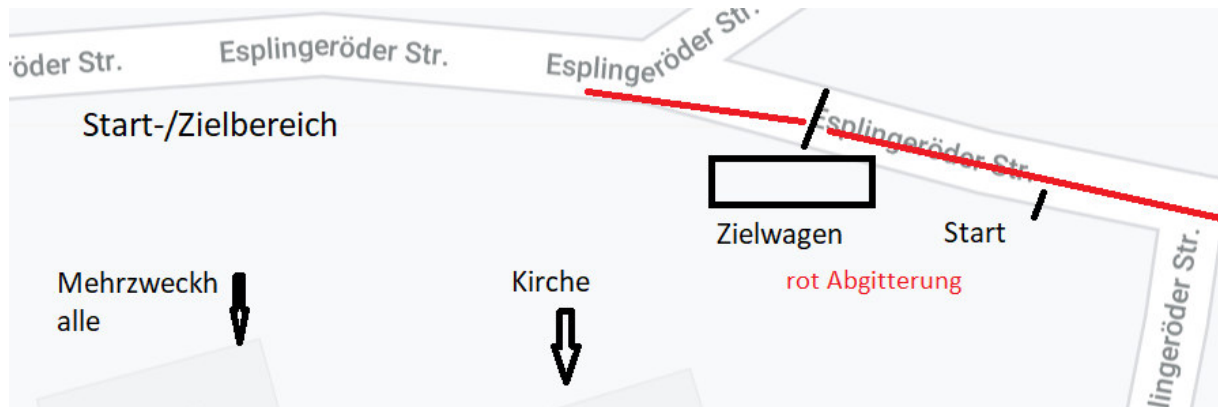 öder Str.
Esplingeröder Str.
Esplingeröder Str.
Start-/Zielbereich
Esplingeröder Str.
Zielwagen
Start
Mehrzweckh
alle
Kirche
rot Abgitterung
lingeröder Str.